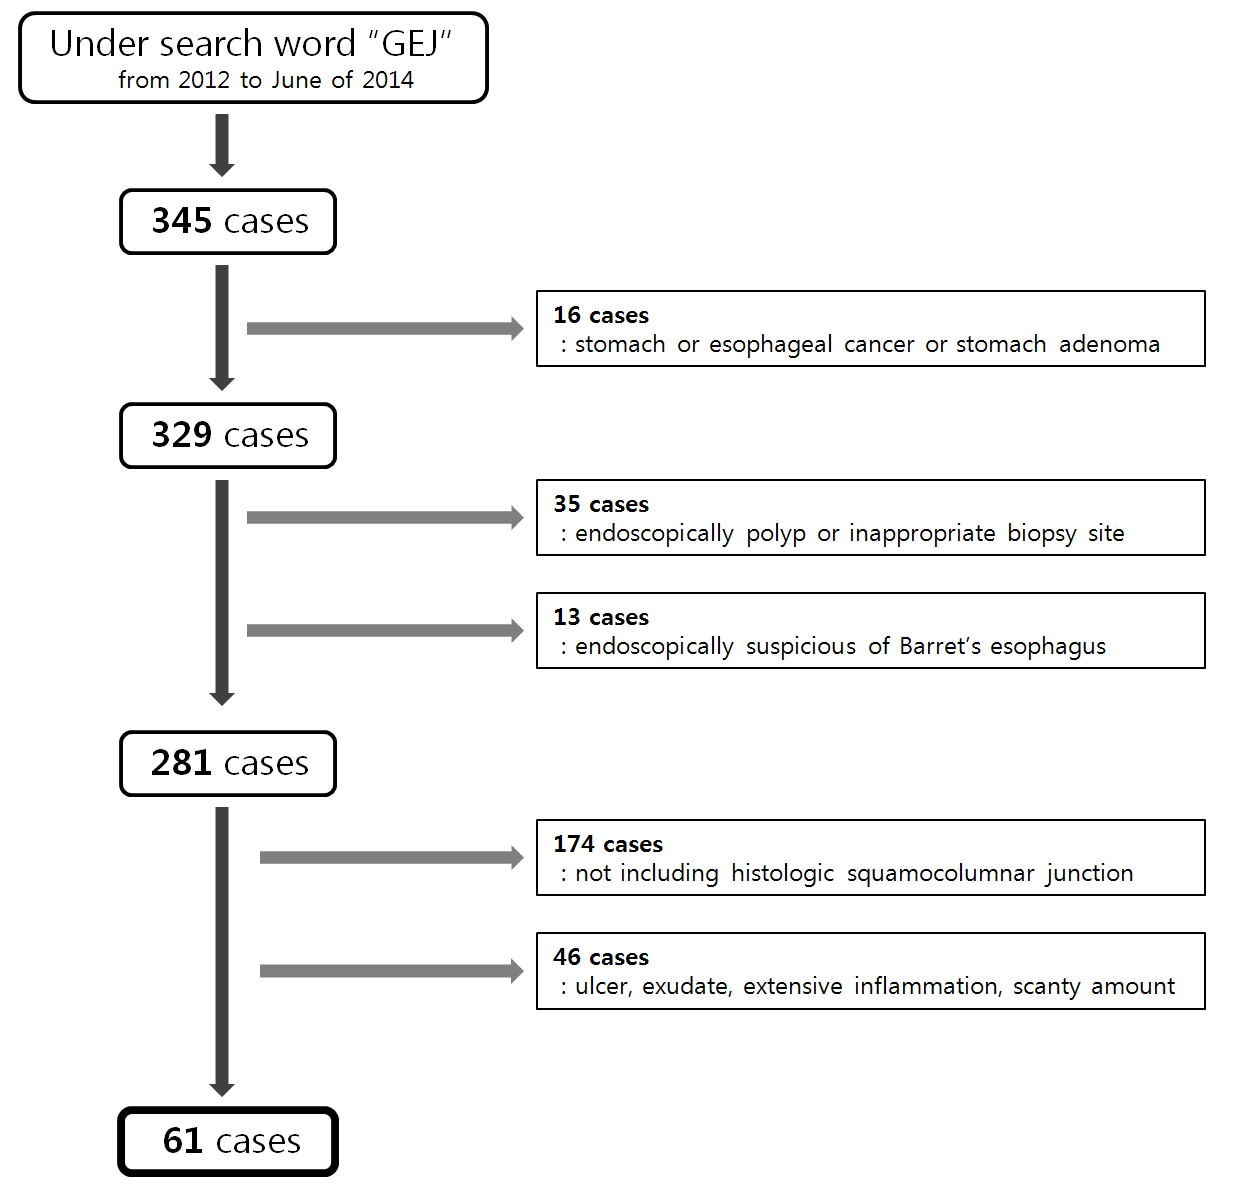 Under search word “GEJ”
from 2012 to June of 2014
345 cases
16 cases
: stomach or esophageal cancer or stomach adenoma
329 cases
35 cases
: endoscopically polyp or inappropriate biopsy site
13 cases
: endoscopically suspicious of Barret’s esophagus
281 cases
174 cases
: not including histologic squamocolumnar junction
46 cases
: ulcer, exudate, extensive inflammation, scanty amount
61 cases